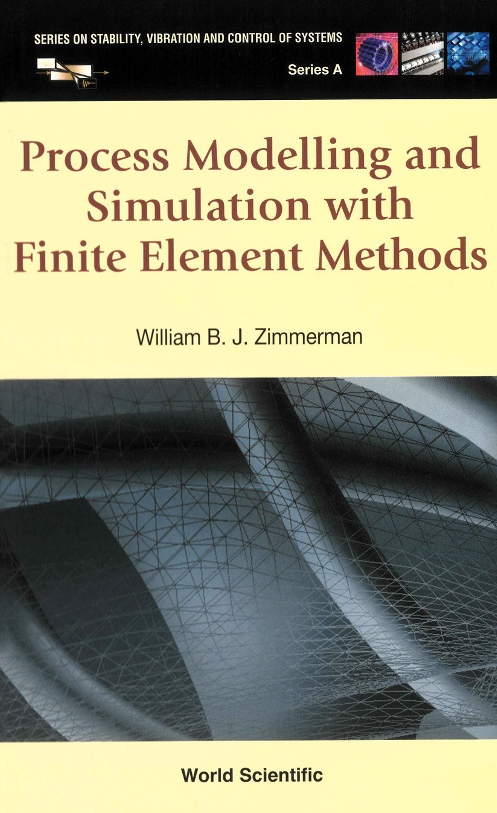 SERIES ON STABILITY, VIBRATION AND CONTROL OF SYSTEMS
Series A
Process Modelling and
Simulation with
Finite Element Methods
William B. J. Zimmerman
World Scientific